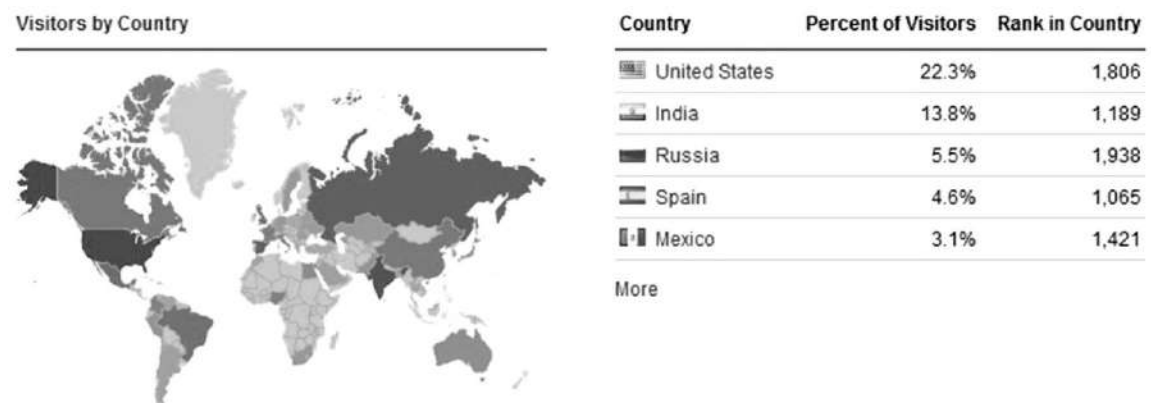 Visitors by Country
Country Percent of Visitors Rank in Country
United States 22.3% 1,806
India 13.8% 1,189
Russia 5.5% 1,938
Spain 4.6% 1,065
Mexico 3.1% 1,421
More